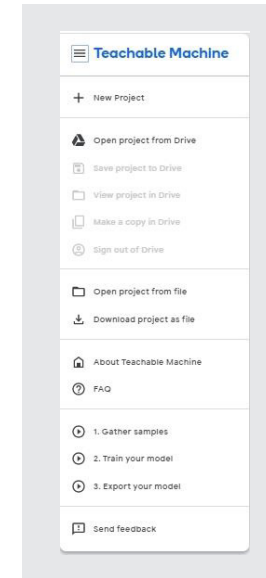 Teachable Machine
New Project
Open project from Drive
Save project to Drive
View project in Drive
Make a copy in Drive
Sign out of Drive
Open project from file
Download project as file
About Teachable Machine
FAQ
1. Gather samples
2. Train your model
3. Export your model
Send feedback